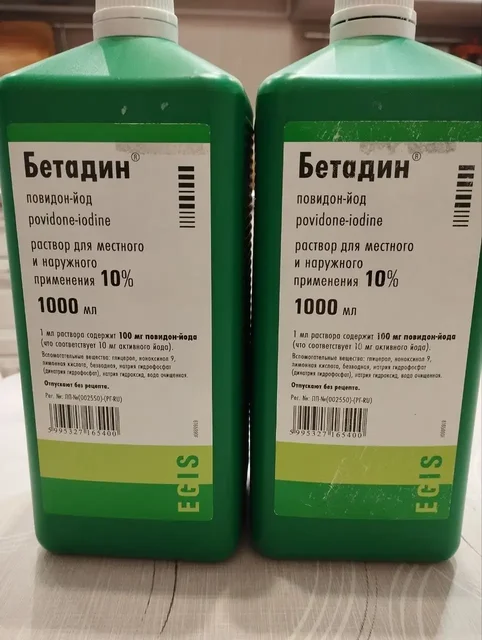 Бетадин®
повидон-йод
povidone-iodine
раствор для местного
и наружного
применения 10%
1000 мл
1 мл раствора содержит 100 мг повидон-йода
(что соответствует 10 мг активного йода).
Вспомогательные вещества: глицерол, ноноксинол 9,
лимонная кислота, безводная, натрия гидрофосфат
(динатрия гидрофосфат), натрия гидроксид, вода очищенная.
Отпускают без рецепта.
Рег. №: ЛП-№(002550)-(РГ-RU)
5995327165400
EGIS
Бетадин®
повидон-йод
povidone-iodine
раствор для местного
и наружного
применения 10%
1000 мл
1 мл раствора содержит 100 мг повидон-йода
(что соответствует 10 мг активного йода).
Вспомогательные вещества: глицерол, ноноксинол 9,
лимонная кислота, безводная, натрия гидрофосфат
(динатрия гидрофосфат), натрия гидроксид, вода очищенная.
Отпускают без рецепта.
Рег. №: ЛП-№(002550)-(РГ-RU)
5995327165400
EGIS